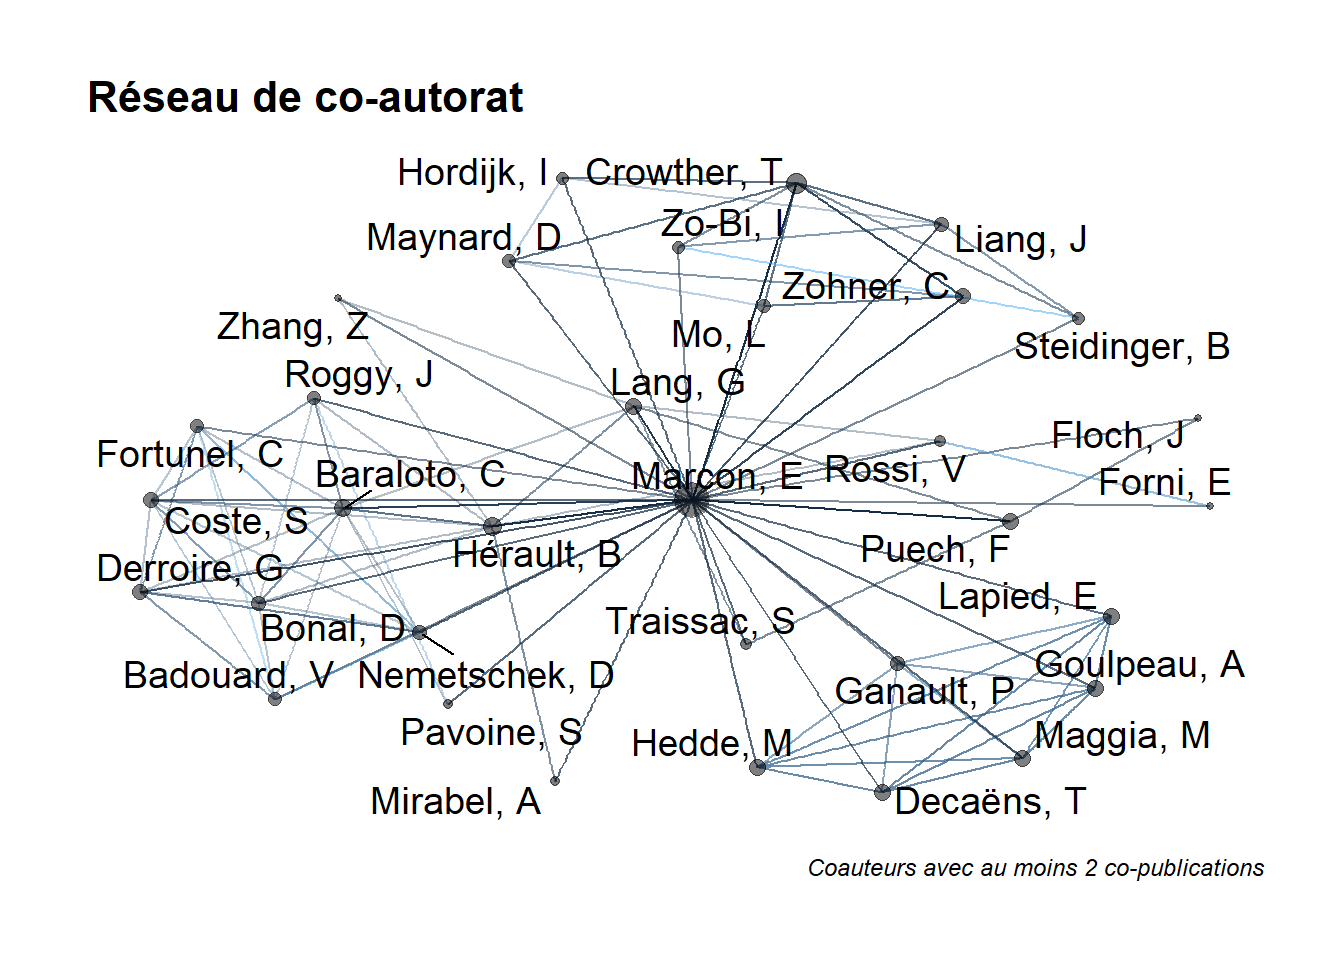 Réseau de co-autorat
Hordijk, I
Crowther, T
Zo-Bi, I
Maynard, D
Liang, J
Zohner, C
Zhang, Z
Mo, L
Steidinger, B
Roggy, J
Lang, G
Fortunel, C
Floch, J
Baraloto, C
Marcon, E
Rossi, V
Forni, E
Coste, S
Hérault, B
Puech, F
Derroire, G
Lapied, E
Bonal, D
Traissac, S
Badouard, V
Nemetschek, D
Goulpeau, A
Ganault, P
Pavoine, S
Hedde, M
Maggia, M
Mirabel, A
Decaëns, T
Coauteurs avec au moins 2 co-publications